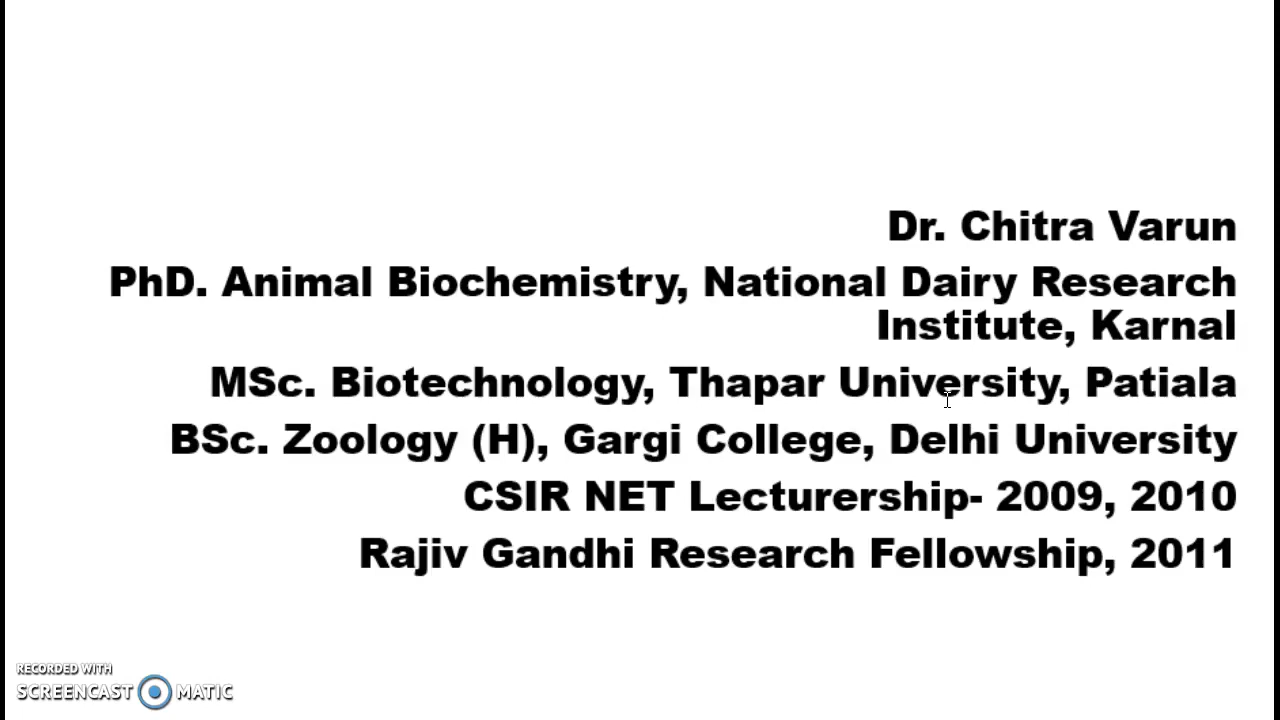 Dr. Chitra Varun
PhD. Animal Biochemistry, National Dairy Research
Institute, Karnal
MSc. Biotechnology, Thapar University, Patiala
BSc. Zoology (H), Gargi College, Delhi University
CSIR NET Lecturership- 2009, 2010
Rajiv Gandhi Research Fellowship, 2011
RECORDED WITH
SCREENCAST MATIC